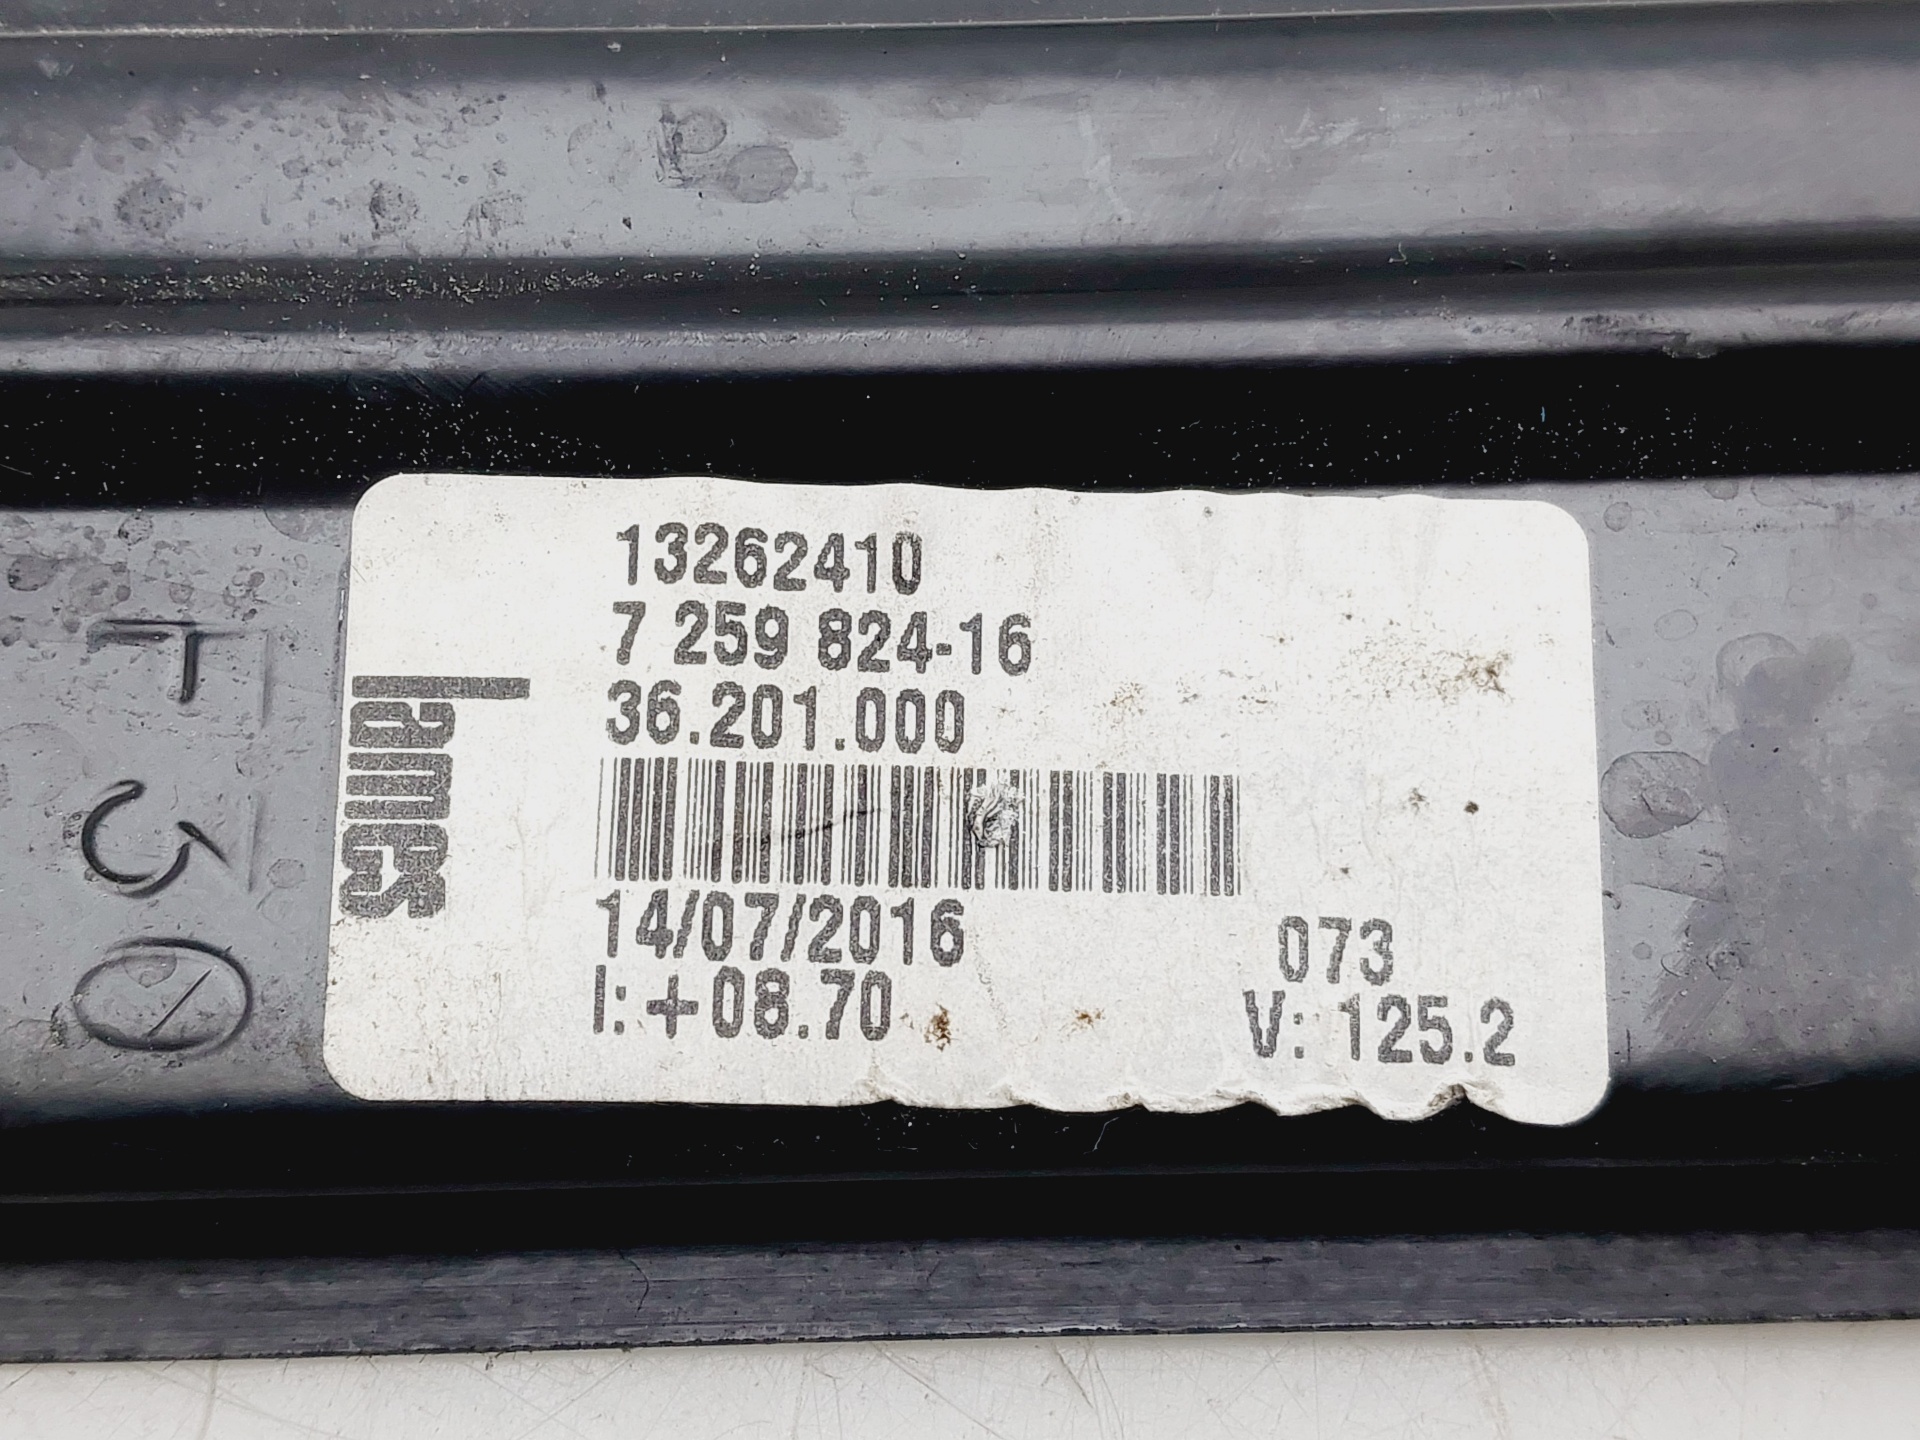 13262410
7 259 824-16
36.201.000
lames
14/07/2016
073
I: +08.70
V: 125.2